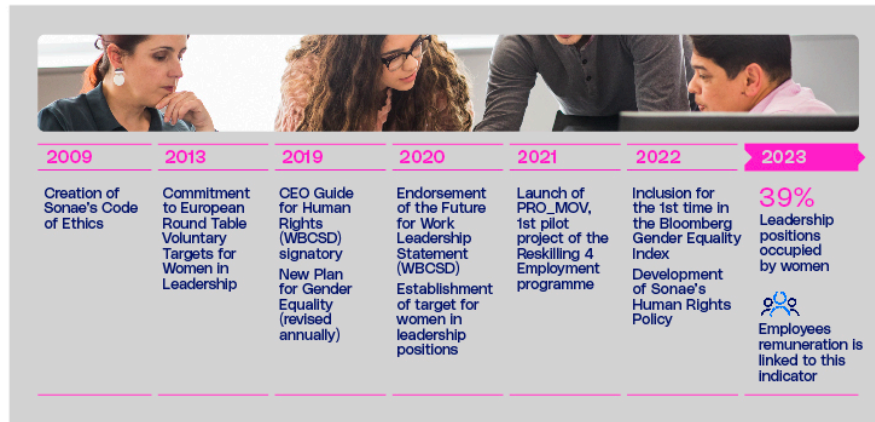 2009
Creation of
Sonae's Code
of Ethics
2013
Commitment
to European
Round Table
Voluntary
Targets for
Women in
Leadership
2019
CEO Guide
for Human
Rights
(WBCSD)
signatory
New Plan
for Gender
Equality
(revised
annually)
2020
Endorsement
of the Future
for Work
Leadership
Statement
(WBCSD)
Establishment
of target for
women in
leadership
positions
2021
Launch of
PRO_MOV,
1st pilot
project of the
Reskilling 4
Employment
programme
2022
Inclusion for
the 1st time in
the Bloomberg
Gender Equality
Index
Development
of Sonae's
Human Rights
Policy
2023
39%
Leadership
positions
occupied
by women
Employees
remuneration is
linked to this
indicator